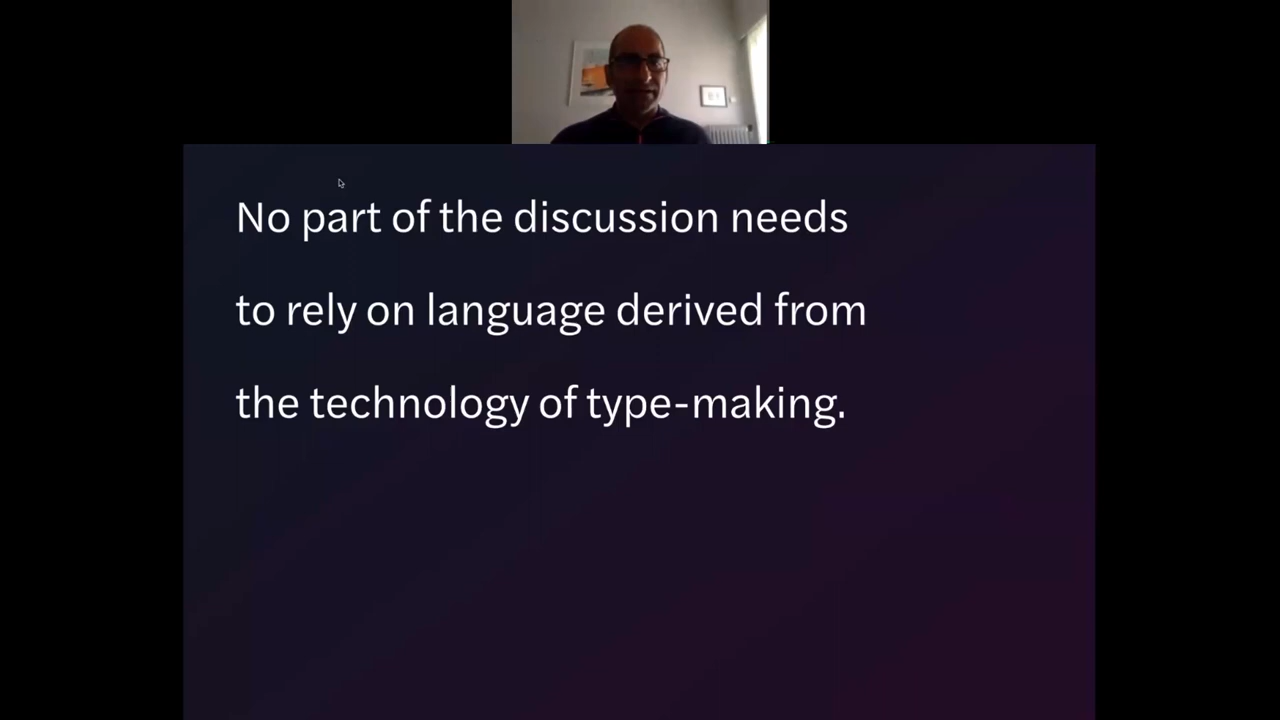 No part of the discussion needs
to rely on language derived from
the technology of type-making.